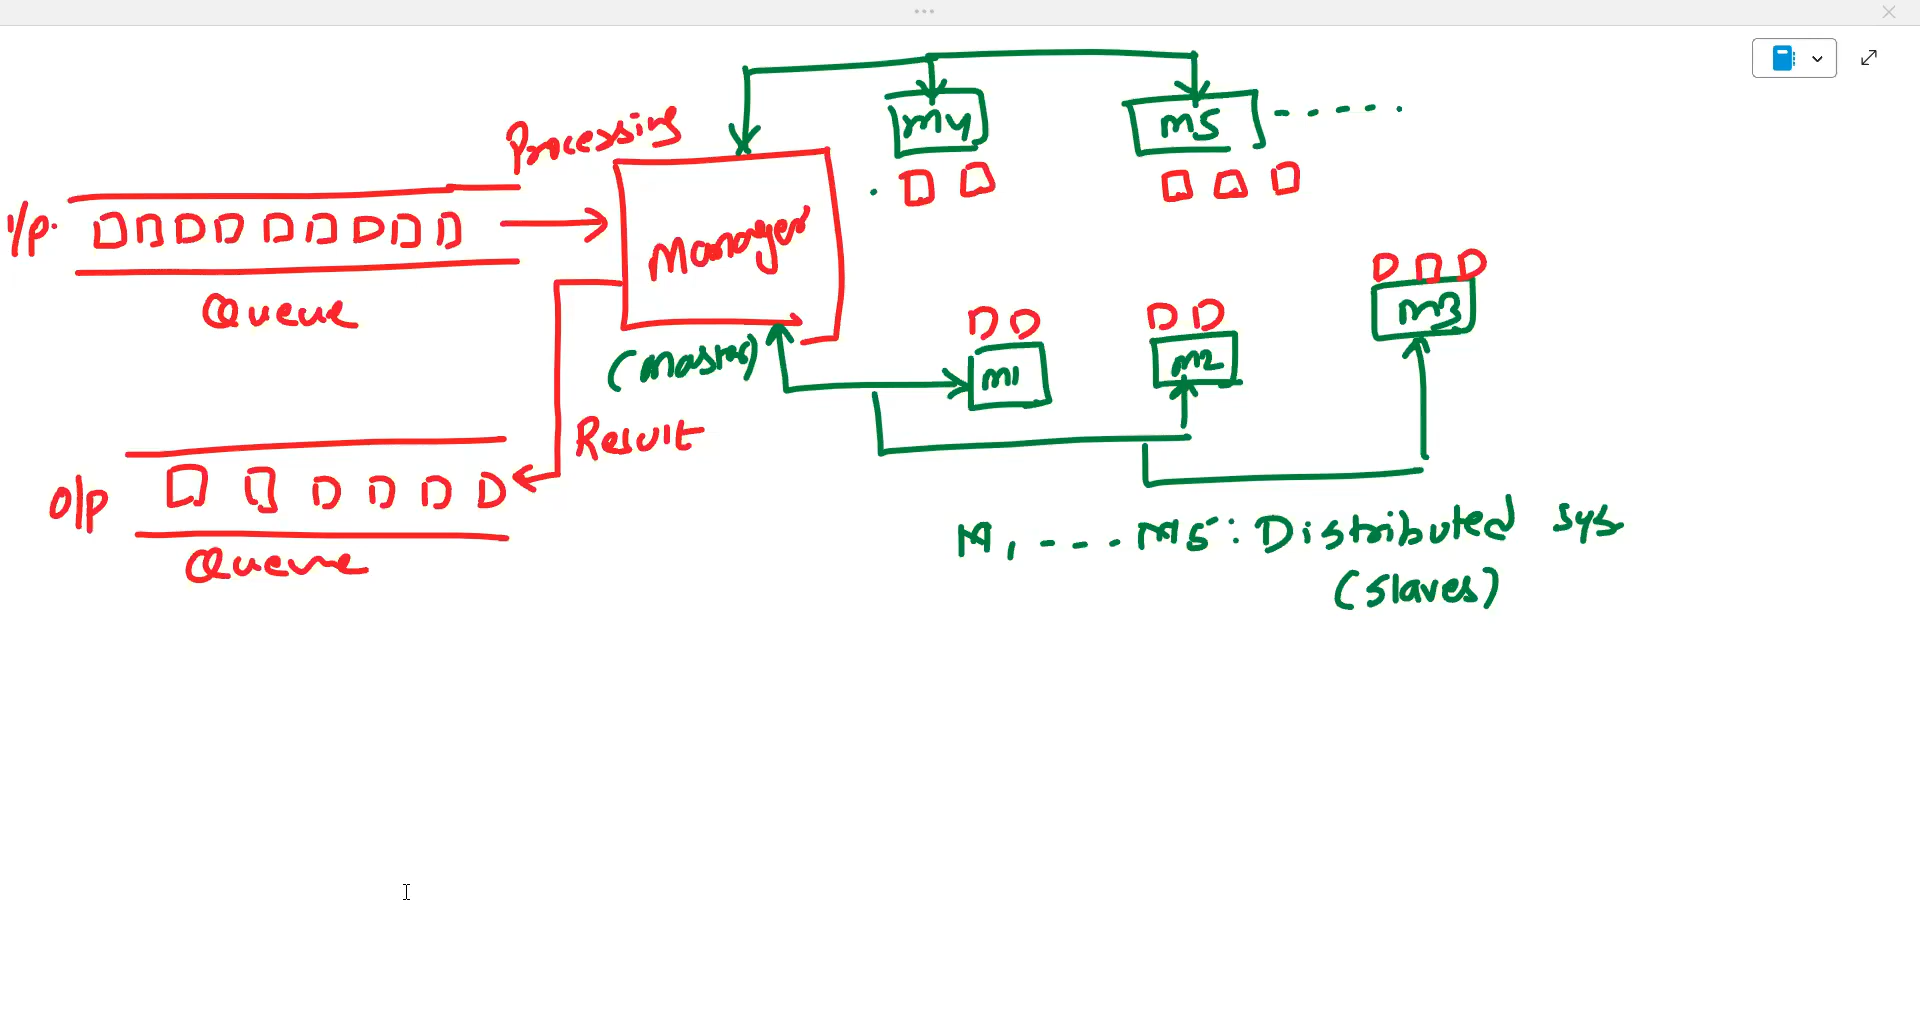 Processing
m4
m5
I/P.
Manager
Queue
m3
(master)
m1
m2
Result
O/p
M1 ---- M5 : Distributed sys
Queue
(slaves)